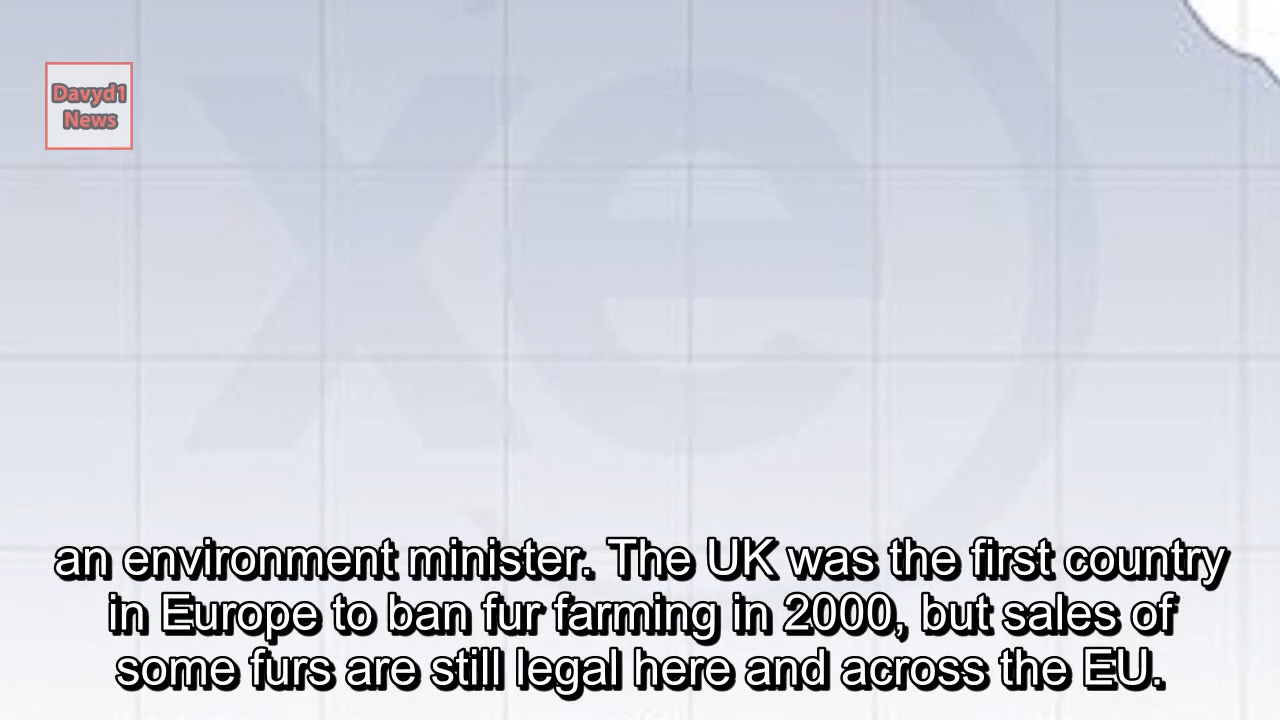 Davyd1
News
xe)
an environment minister. The UK was the first country
in Europe to ban fur farming in 2000, but sales of
some furs are still legal here and across the EU.